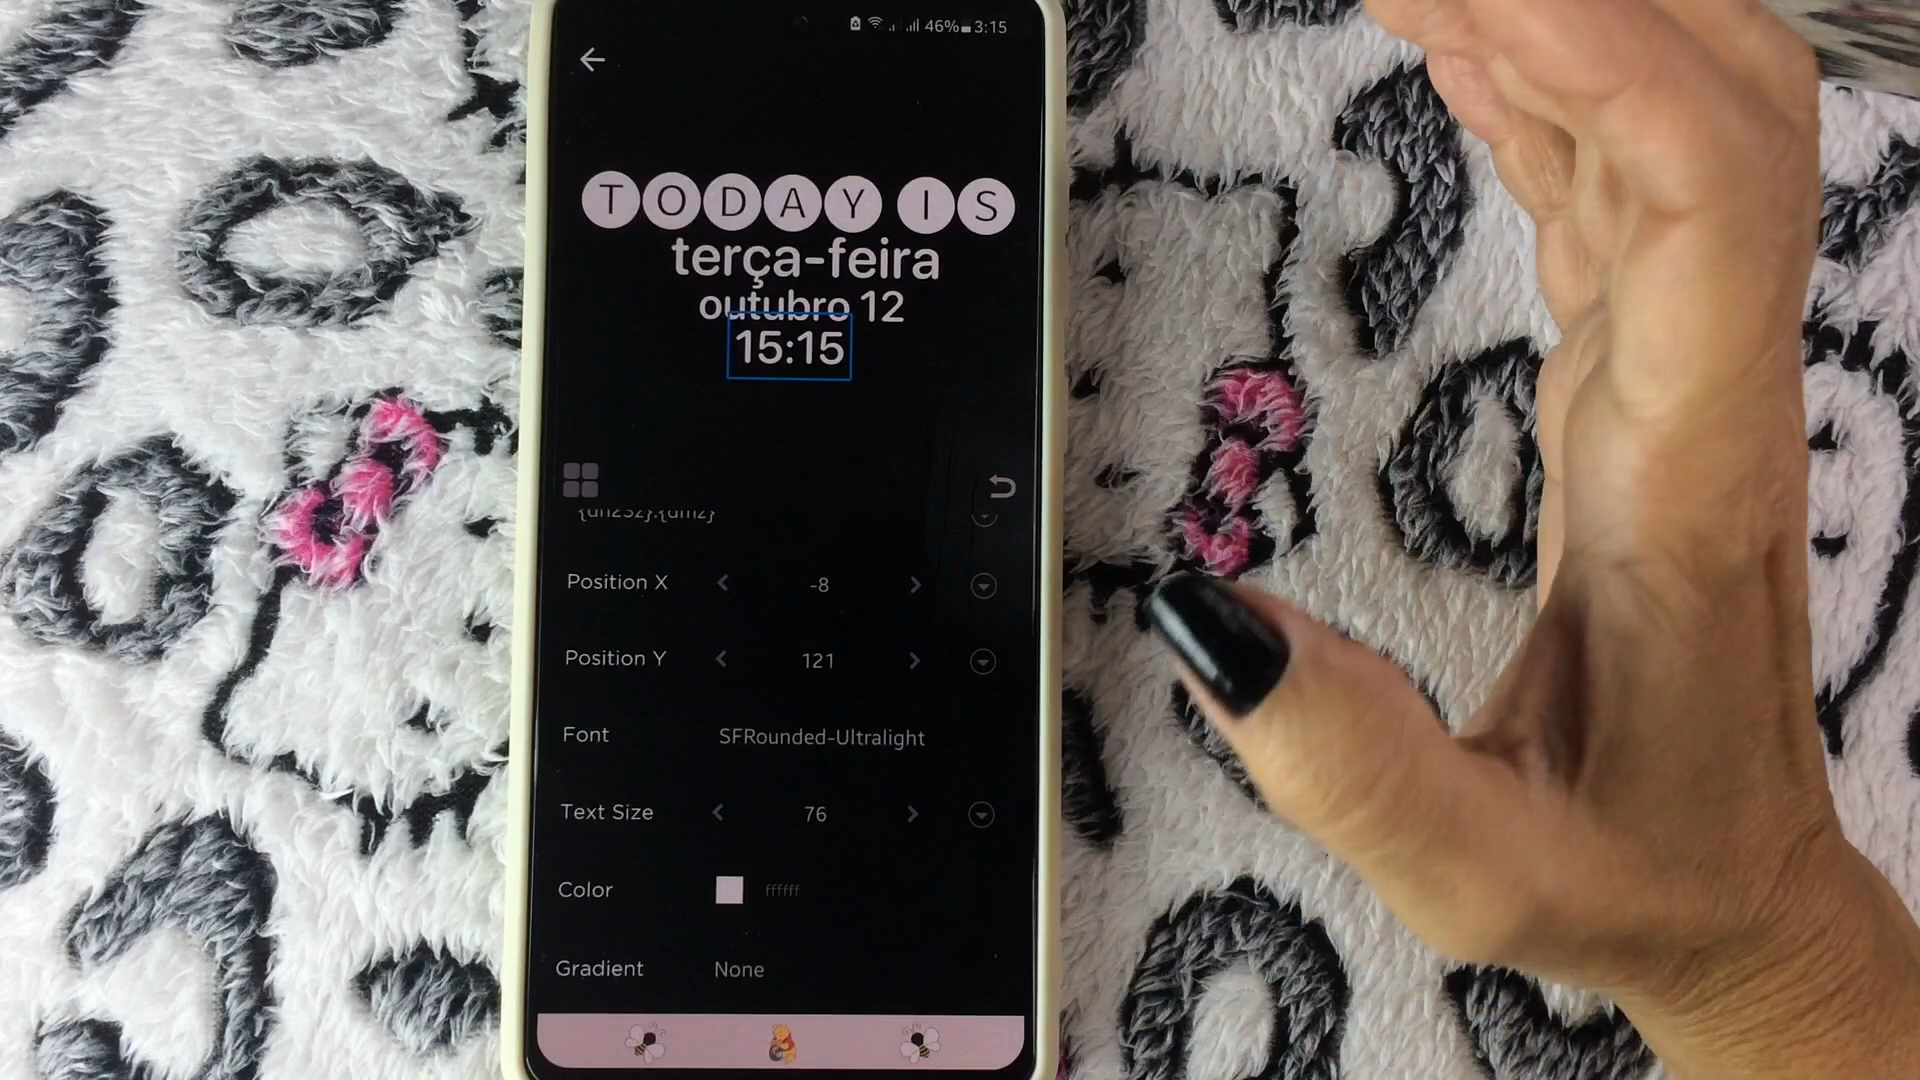 46% 3:15
TODAY IS
terça-feira
outubro 12
15:15
Position X -8
Position Y 121
Font SFRounded-Ultralight
Text Size 76
Color ffffff
Gradient None